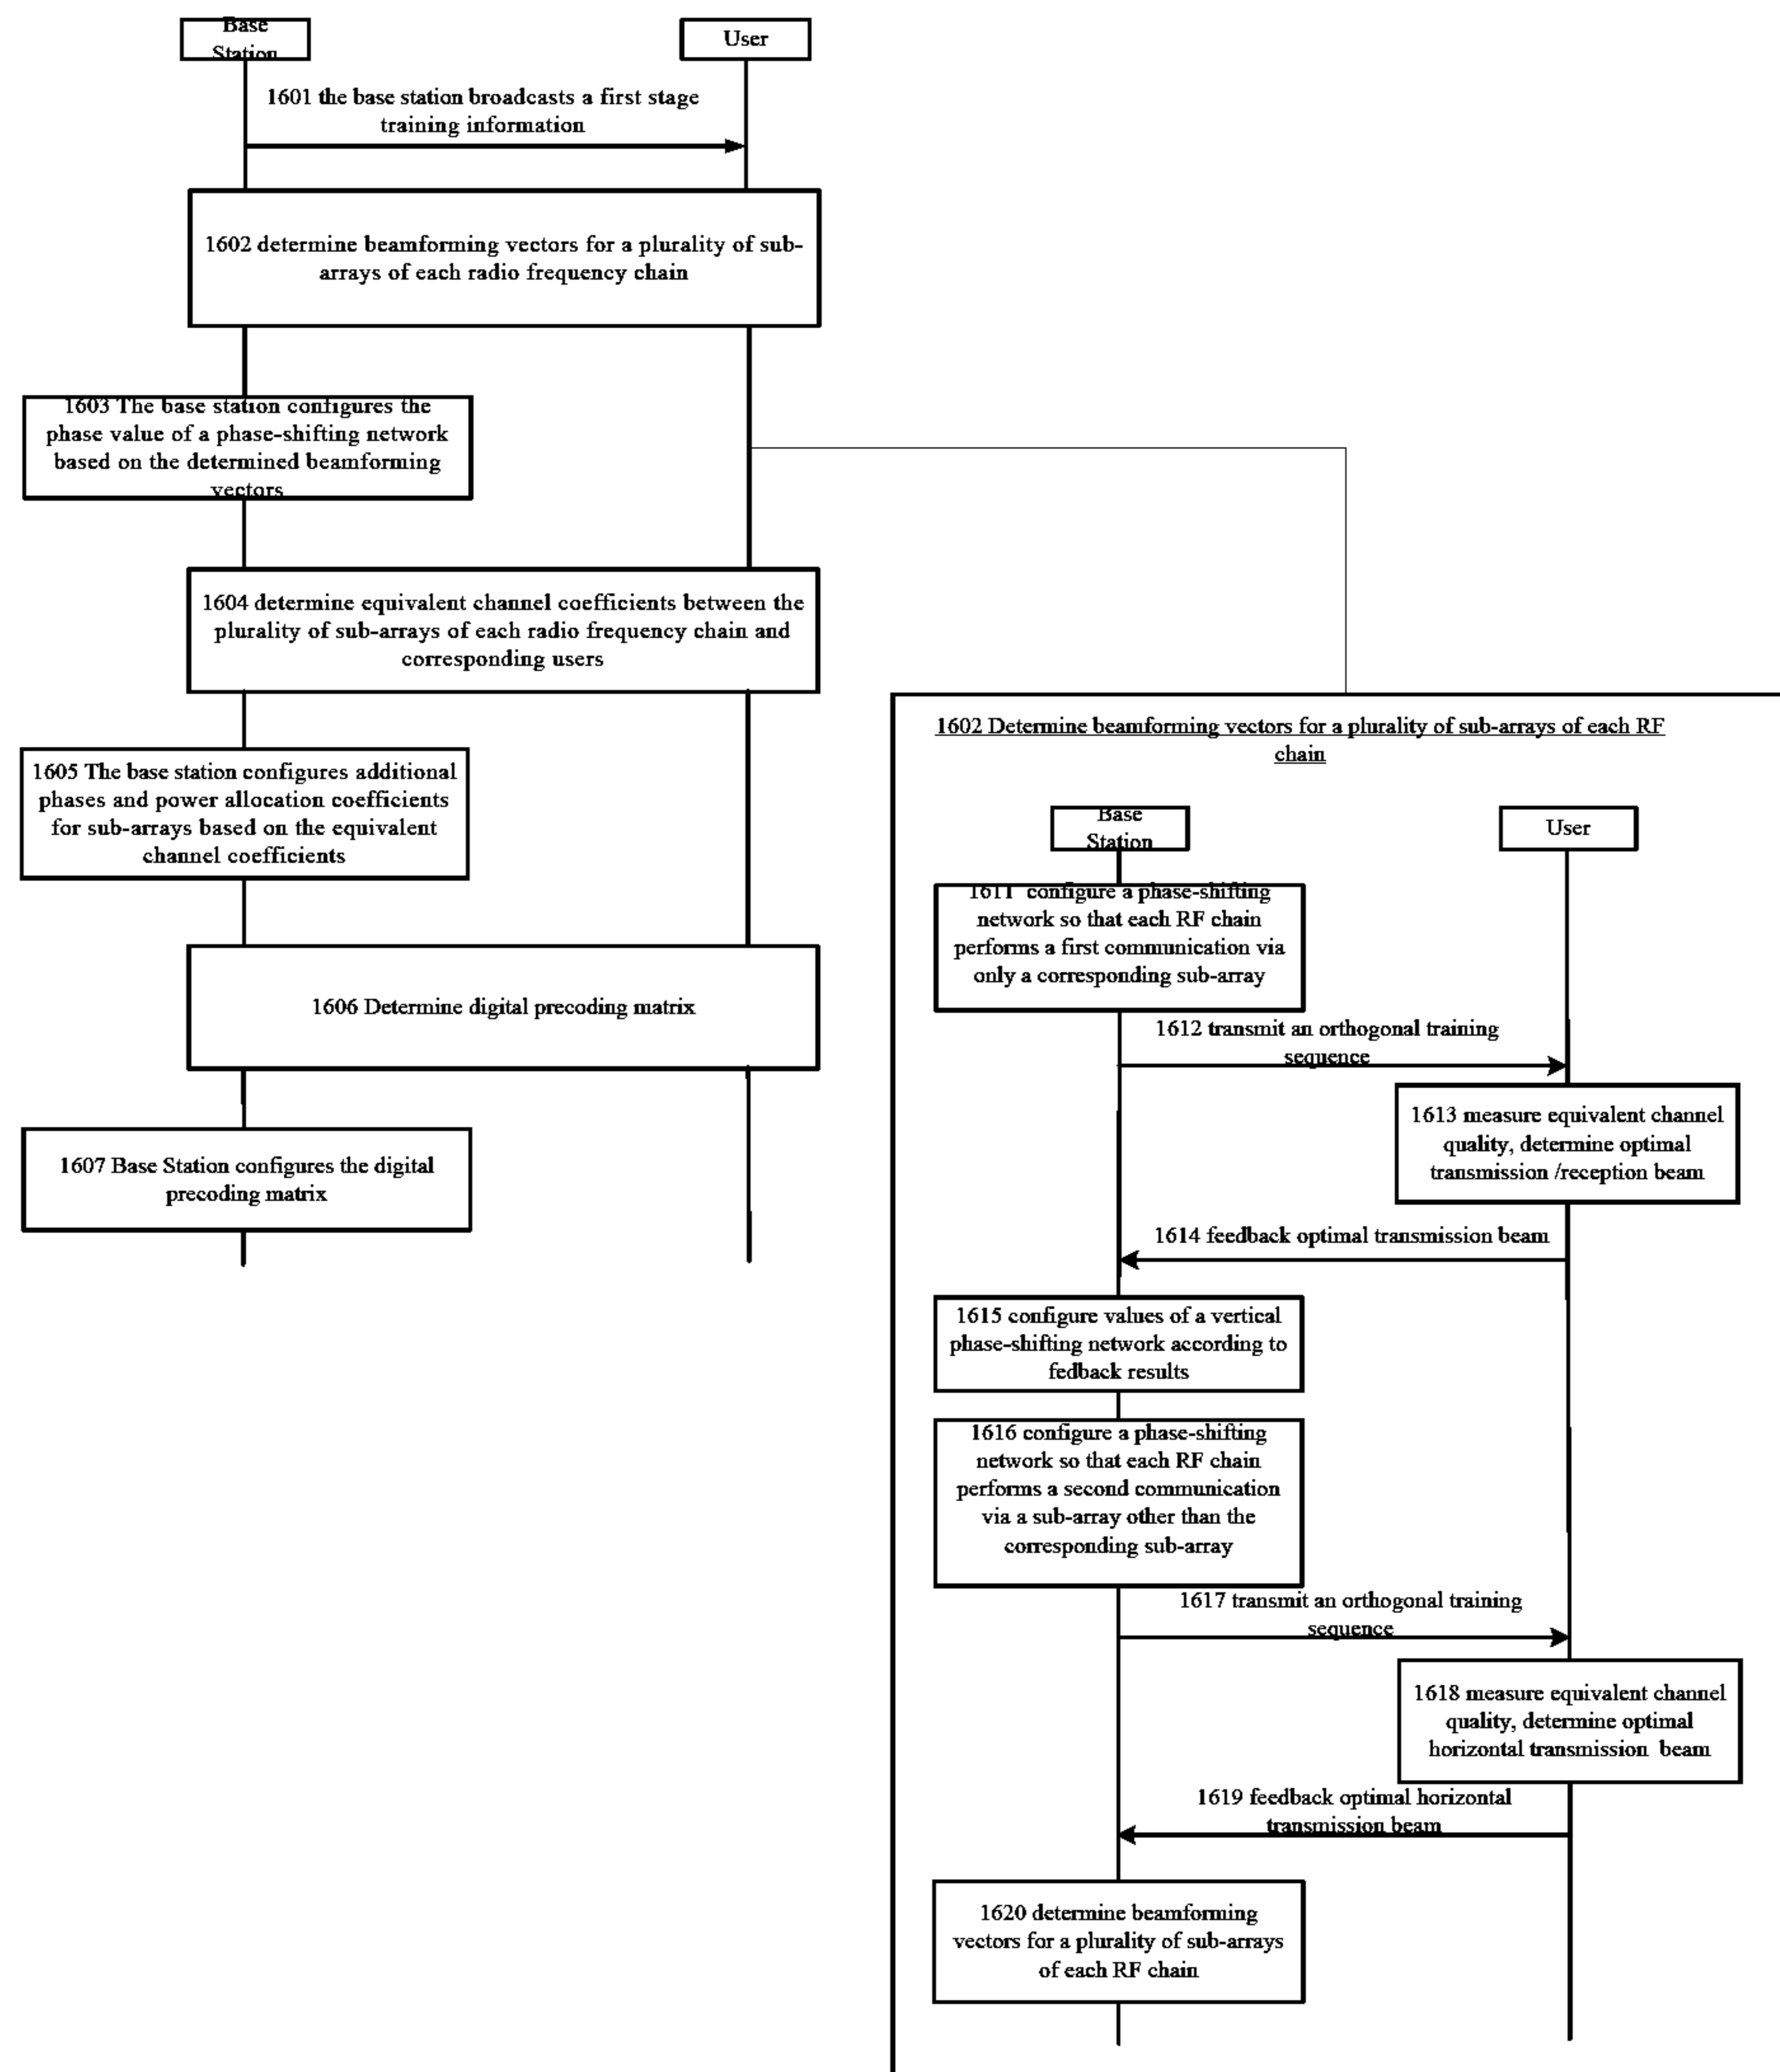 Base
Station
User
1601 the base station broadcasts a first stage
training information
1602 determine beamforming vectors for a plurality of sub-
arrays of each radio frequency chain
1603 The base station configures the
phase value of a phase-shifting network
based on the determined beamforming
vectors
1604 determine equivalent channel coefficients between the
plurality of sub-arrays of each radio frequency chain and
corresponding users
1605 The base station configures additional
phases and power allocation coefficients
for sub-arrays based on the equivalent
channel coefficients
1606 Determine digital precoding matrix
1607 Base Station configures the digital
precoding matrix
1602 Determine beamforming vectors for a plurality of sub-arrays of each RF
chain
Base
Station
User
1611 configure a phase-shifting
network so that each RF chain
performs a first communication via
only a corresponding sub-array
1612 transmit an orthogonal training
sequence
1613 measure equivalent channel
quality, determine optimal
transmission /reception beam
1614 feedback optimal transmission beam
1615 configure values of a vertical
phase-shifting network according to
fedback results
1616 configure a phase-shifting
network so that each RF chain
performs a second communication
via a sub-array other than the
corresponding sub-array
1617 transmit an orthogonal training
sequence
1618 measure equivalent channel
quality, determine optimal
horizontal transmission beam
1619 feedback optimal horizontal
transmission beam
1620 determine beamforming
vectors for a plurality of sub-arrays
of each RF chain